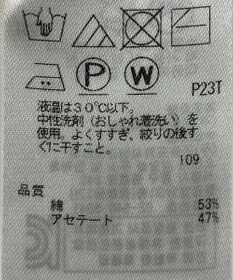 P W
P23T
液温は30℃以下。
中性洗剤(おしゃれ着洗い)を
使用。よくすすぎ、絞りの後す
ぐに干すこと。
109
品質
綿 53%
アセテート 47%